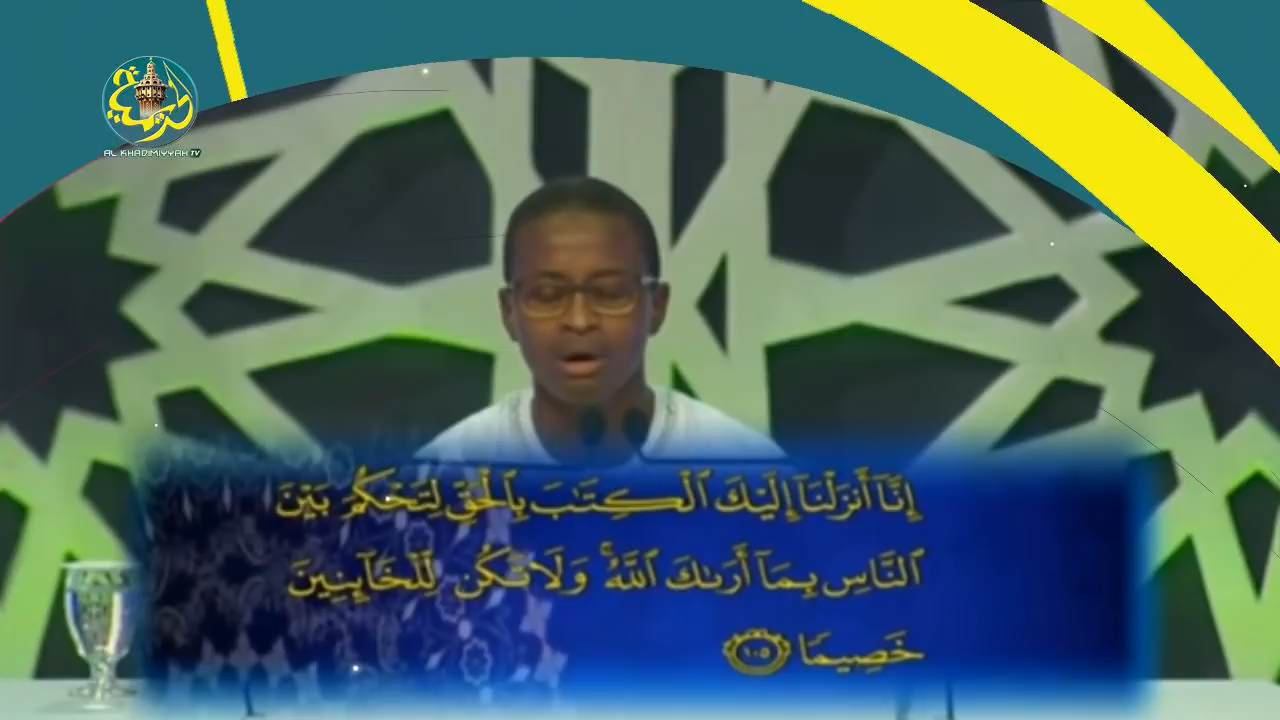 AL KHADIMIYYAH TV
إِنَّآ أَنزَلْنَآ إِلَيْكَ ٱلْكِتَٰبَ بِٱلْحَقِّ لِتَحْكُمَ بَيْنَ
ٱلنَّاسِ بِمَآ أَرَىٰكَ ٱللَّهُ ۚ وَلَا تَكُن لِّلْخَآئِنِينَ
خَصِيمًا ١٠٥